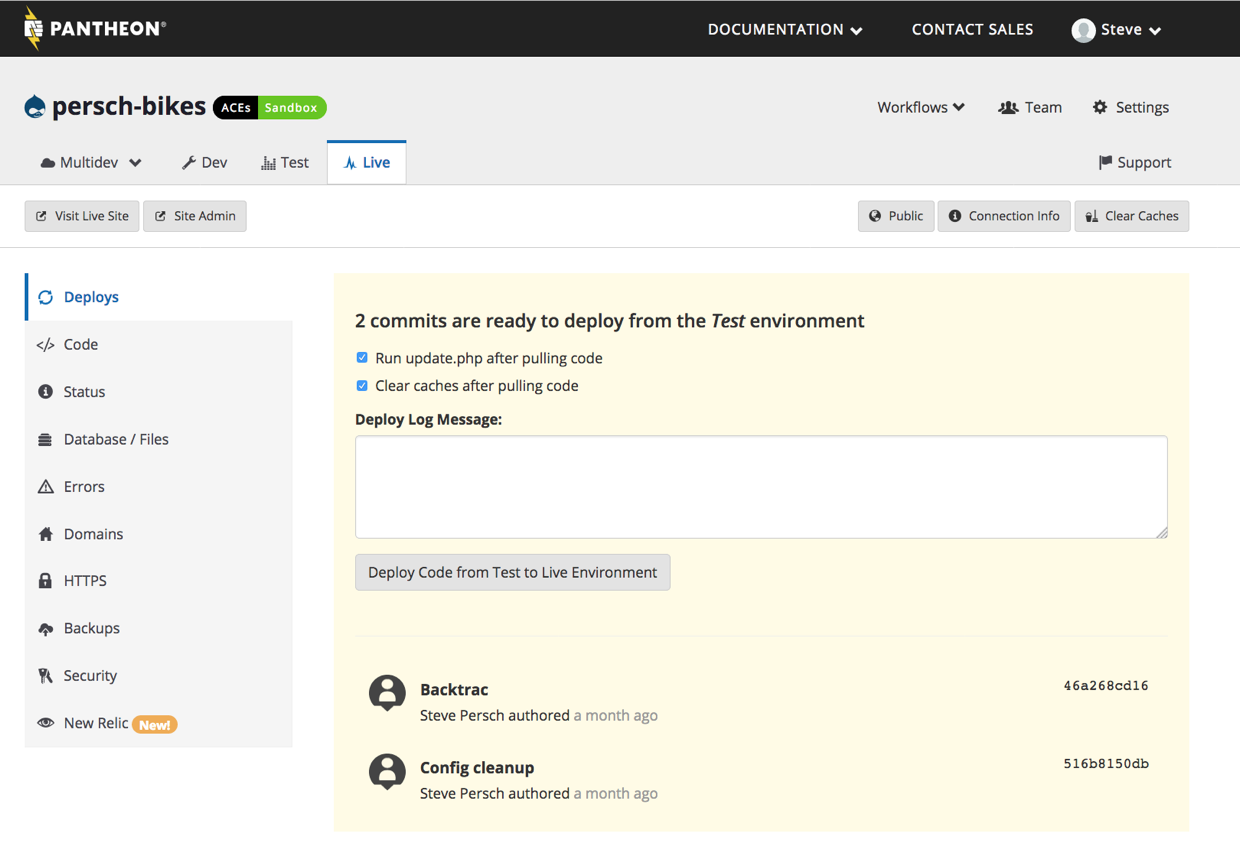 PANTHEON®
DOCUMENTATION
CONTACT SALES
Steve
persch-bikes
ACEs
Sandbox
Workflows
Team
Settings
Multidev
Dev
Test
Live
Support
Visit Live Site
Site Admin
Public
Connection Info
Clear Caches
Deploys
Code
Status
Database / Files
Errors
Domains
HTTPS
Backups
Security
New Relic New!
2 commits are ready to deploy from the Test environment
Run update.php after pulling code
Clear caches after pulling code
Deploy Log Message:
Deploy Code from Test to Live Environment
Backtrac
46a268cd16
Steve Persch authored a month ago
Config cleanup
516b8150db
Steve Persch authored a month ago